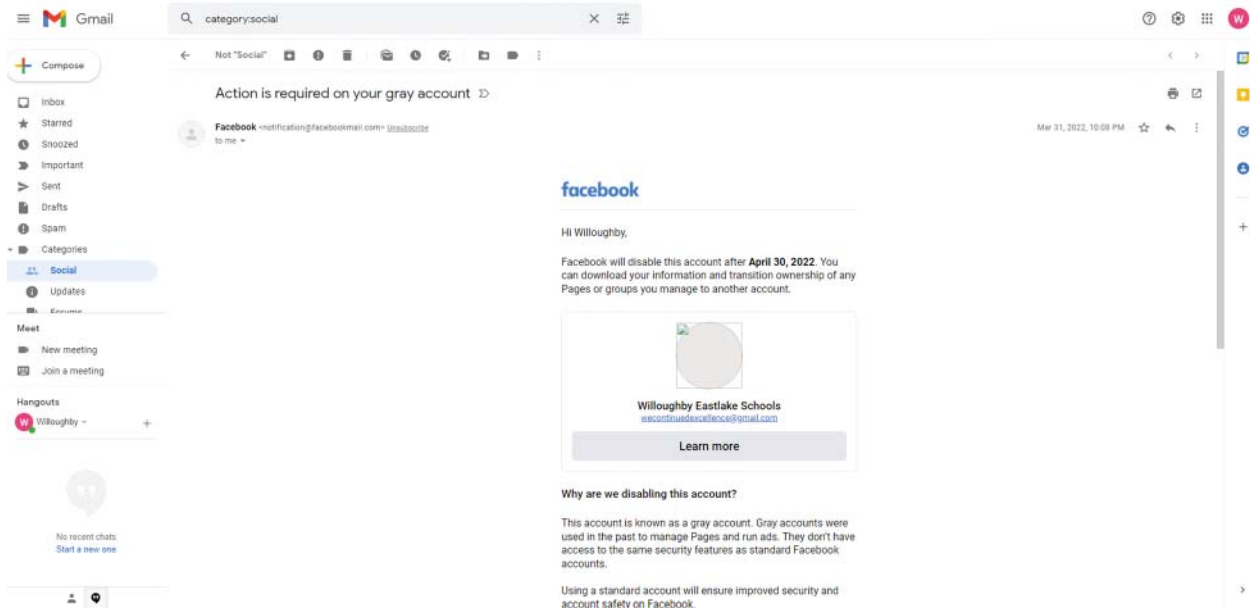 Gmail
category:social
W
Compose
Not "Social"
Inbox
Starred
Snoozed
Important
Sent
Drafts
Spam
Categories
Social
Updates
Forums
Meet
New meeting
Join a meeting
Hangouts
W Willoughby
No recent chats
Start a new one
Action is required on your gray account
Facebook <notification@facebookmail.com> Unsubscribe
to me
Mar 31, 2022, 10:08 PM
facebook
Hi Willoughby,
Facebook will disable this account after April 30, 2022. You
can download your information and transition ownership of any
Pages or groups you manage to another account.
Willoughby Eastlake Schools
wecontinuedexcellence@gmail.com
Learn more
Why are we disabling this account?
This account is known as a gray account. Gray accounts were
used in the past to manage Pages and run ads. They don't have
access to the same security features as standard Facebook
accounts.
Using a standard account will ensure improved security and
account safety on Facebook.